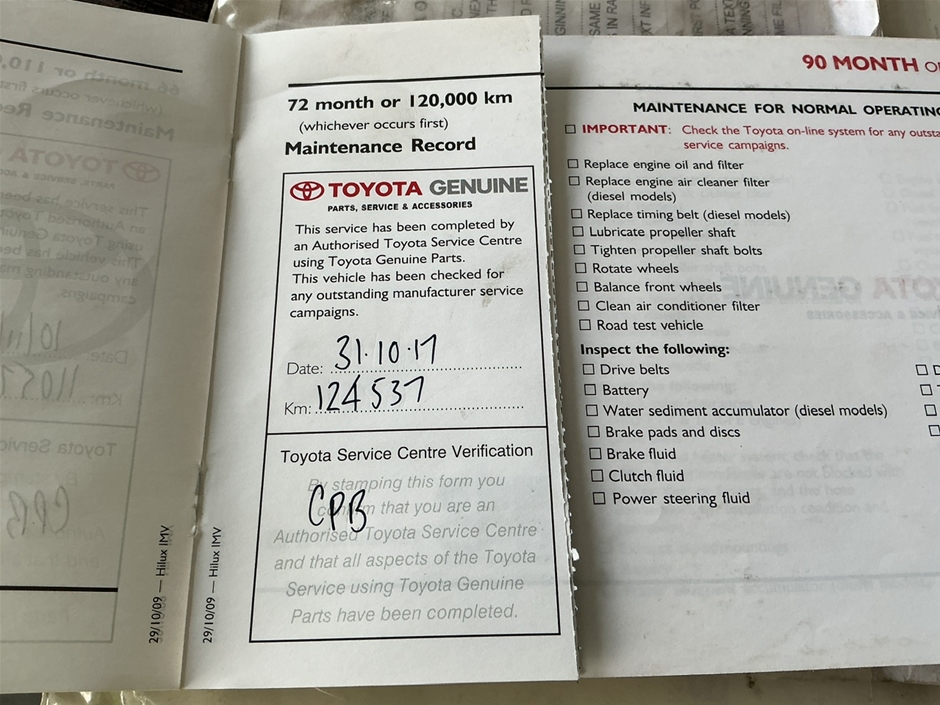 72 month or 120,000 km
(whichever occurs first)
Maintenance Record
TOYOTA GENUINE
PARTS, SERVICE & ACCESSORIES
This service has been completed by
an Authorised Toyota Service Centre
using Toyota Genuine Parts.
This vehicle has been checked for
any outstanding manufacturer service
campaigns.
Date: 31·10·17
Km: 124537
Toyota Service Centre Verification
By stamping this form you
confirm that you are an
CPB
Authorised Toyota Service Centre
and that all aspects of the Toyota
Service using Toyota Genuine
Parts have been completed.
29/10/09 — Hilux IMV
29/10/09 — Hilux IMV
90 MONTH
MAINTENANCE FOR NORMAL OPERATING
IMPORTANT: Check the Toyota on-line system for any
service campaigns.
Replace engine oil and filter
Replace engine air cleaner filter
(diesel models)
Replace timing belt (diesel models)
Lubricate propeller shaft
Tighten propeller shaft bolts
Rotate wheels
Balance front wheels
Clean air conditioner filter
Road test vehicle
Inspect the following:
Drive belts
Battery
Water sediment accumulator (diesel models)
Brake pads and discs
Brake fluid
Clutch fluid
Power steering fluid